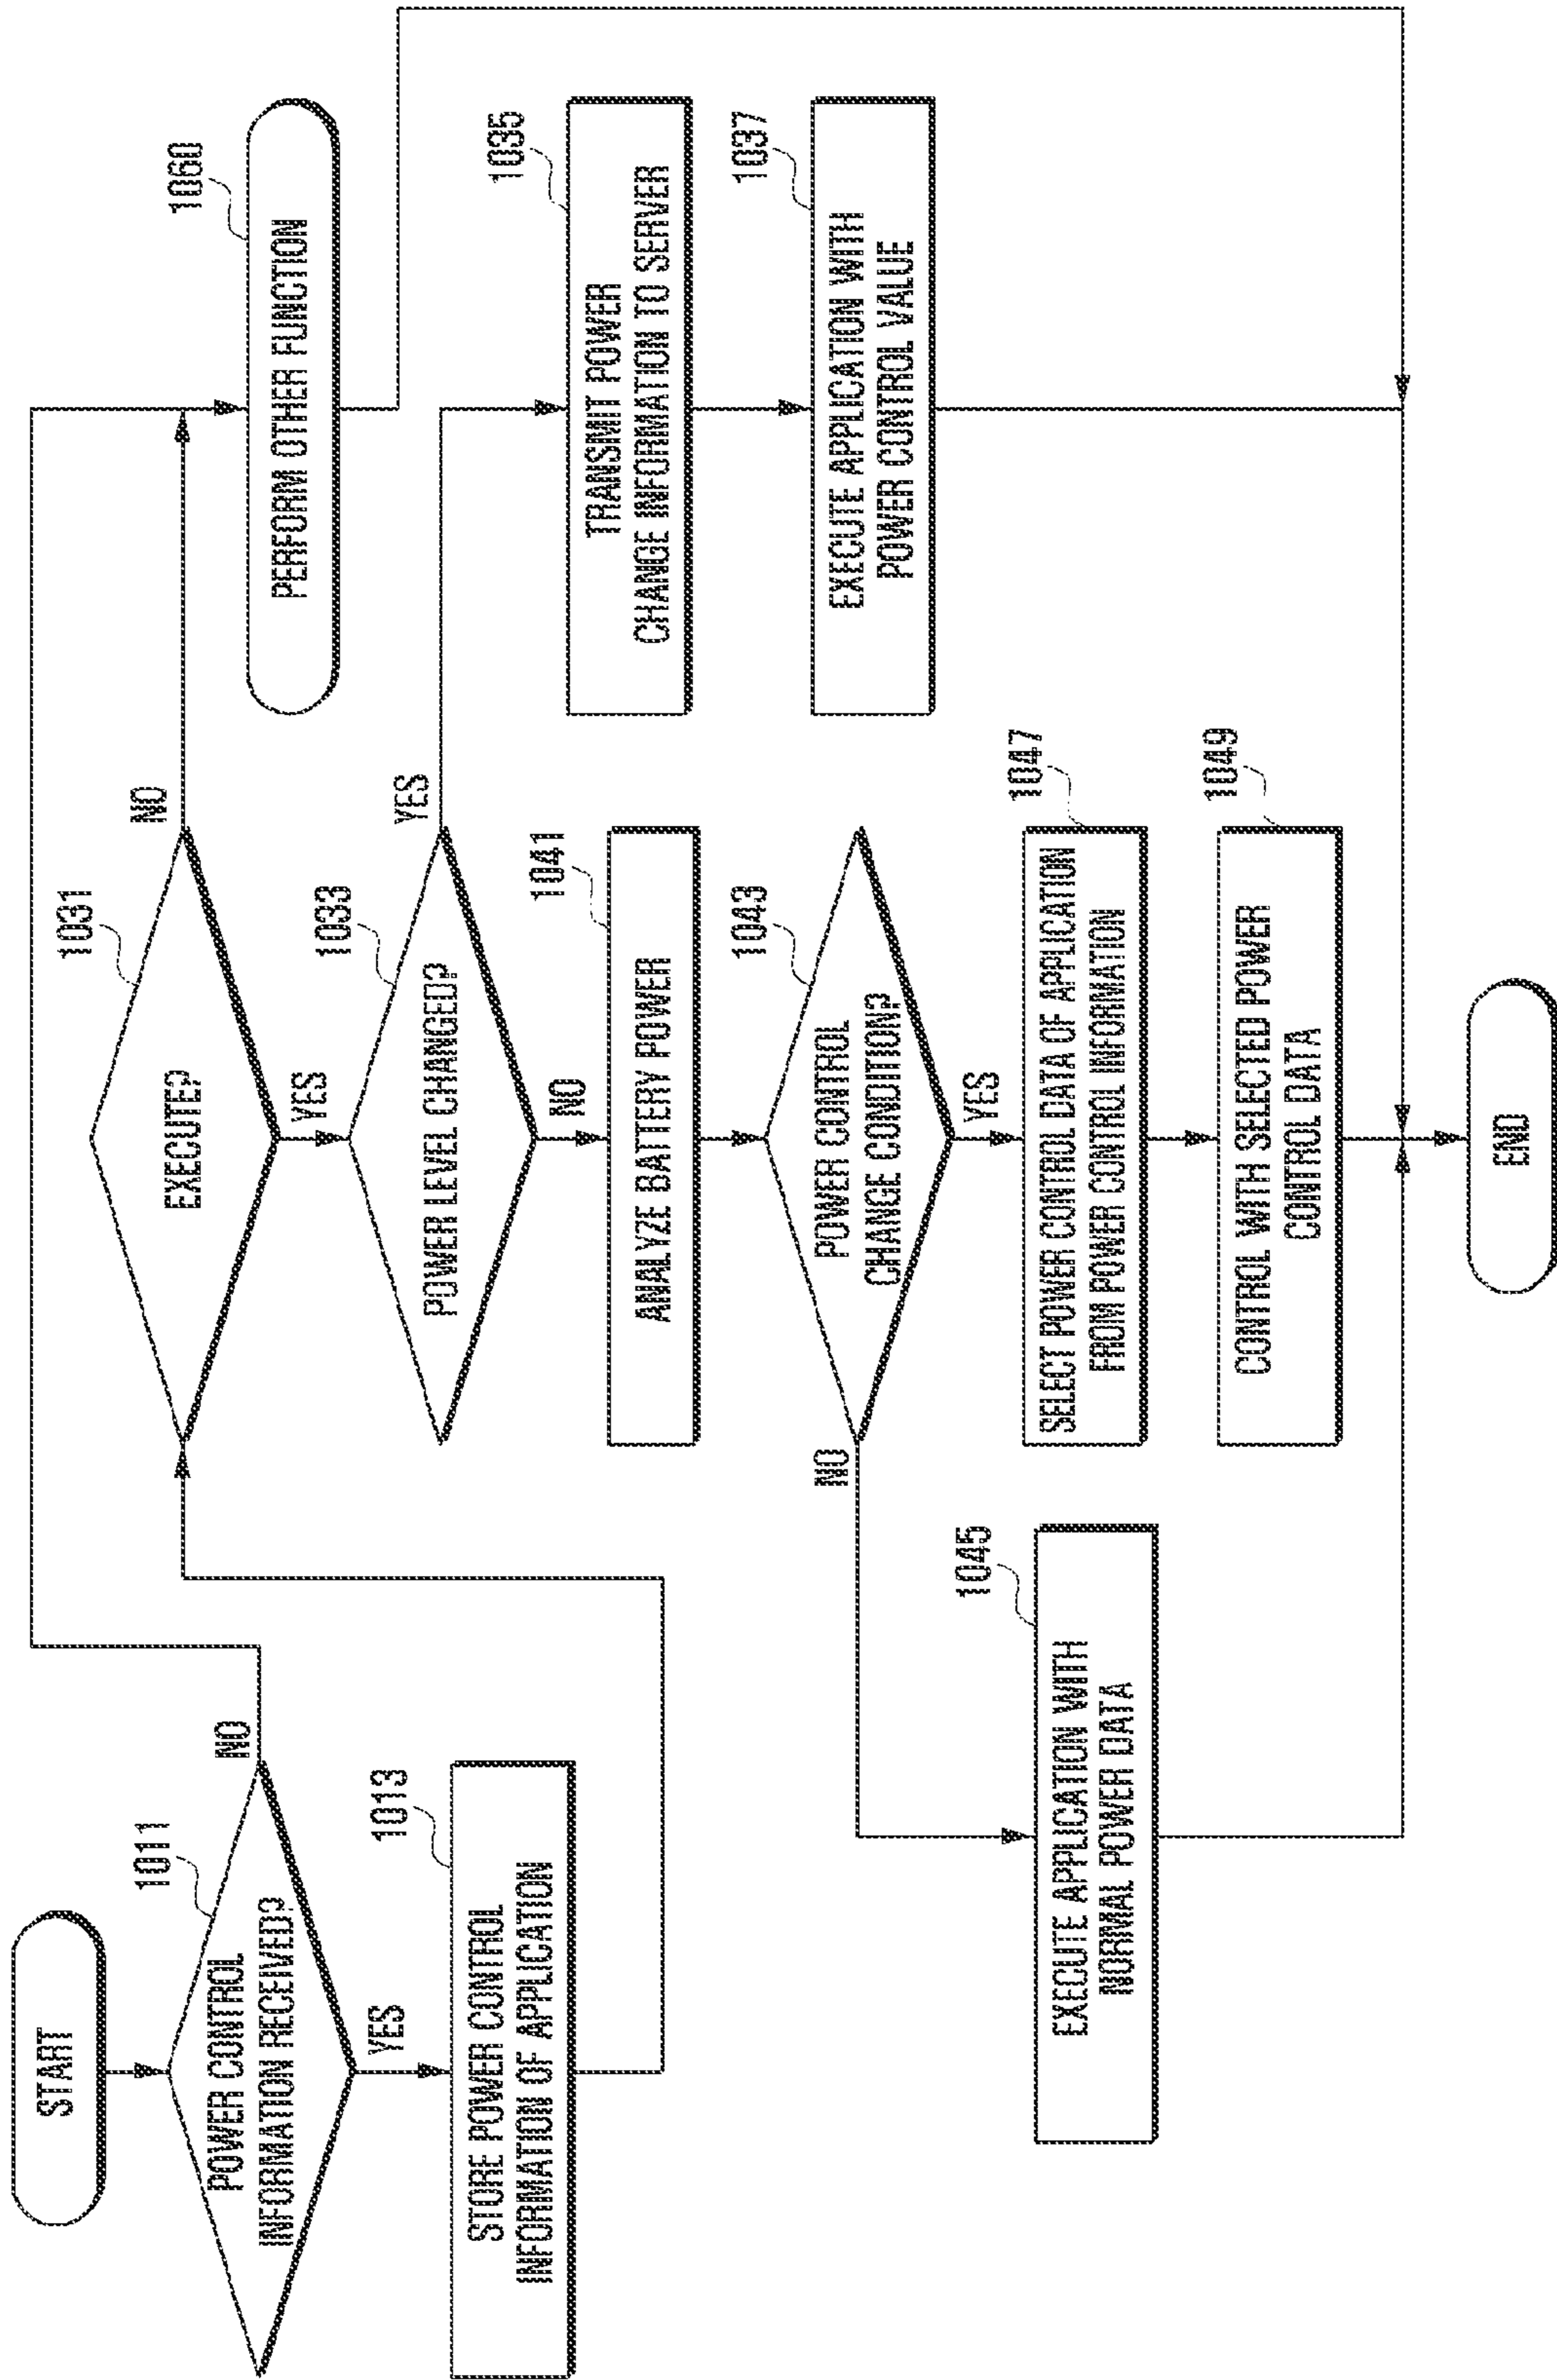 START
1011
POWER CONTROL
INFORMATION RECEIVED?
NO
YES
1013
STORE POWER CONTROL
INFORMATION OF APPLICATION
1031
EXECUTE?
NO
YES
1060
PERFORM OTHER FUNCTION
1033
POWER LEVEL CHANGED?
YES
NO
1035
TRANSMIT POWER
CHANGE INFORMATION TO SERVER
1037
EXECUTE APPLICATION WITH
POWER CONTROL VALUE
1041
ANALYZE BATTERY POWER
1043
POWER CONTROL
CHANGE CONDITION?
NO
YES
1045
EXECUTE APPLICATION WITH
NORMAL POWER DATA
1047
SELECT POWER CONTROL DATA OF APPLICATION
FROM POWER CONTROL INFORMATION
1049
CONTROL WITH SELECTED POWER
CONTROL DATA
END